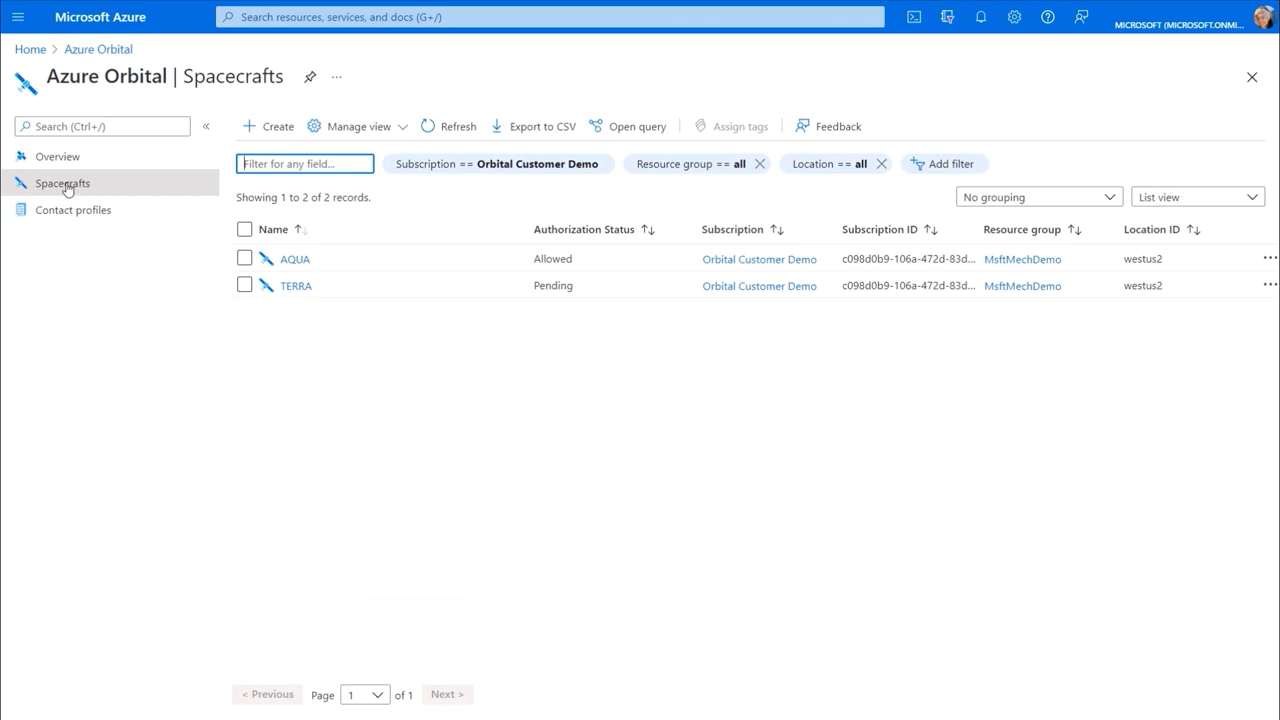 Microsoft Azure
Search resources, services, and docs (G+/)
MICROSOFT (MICROSOFT.ONMI...
Home > Azure Orbital
Azure Orbital | Spacecrafts
...
Search (Ctrl+/)
«
Overview
Spacecrafts
Contact profiles
Create
Manage view
Refresh
Export to CSV
Open query
Assign tags
Feedback
Filter for any field...
Subscription == Orbital Customer Demo
Resource group == all
Location == all
Add filter
Showing 1 to 2 of 2 records.
No grouping
List view
Name Authorization Status Subscription Subscription ID Resource group Location ID
AQUA Allowed Orbital Customer Demo c098d0b9-106a-472d-83d... MsftMechDemo westus2 ...
TERRA Pending Orbital Customer Demo c098d0b9-106a-472d-83d... MsftMechDemo westus2 ...
< Previous Page 1 of 1 Next >